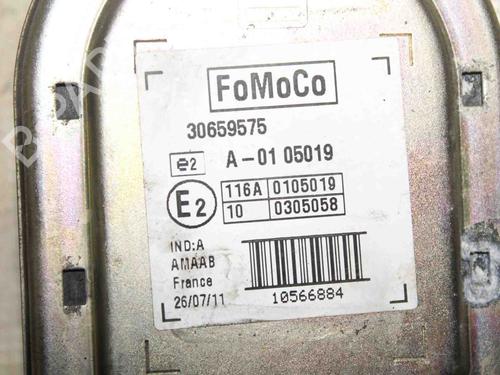 FoMoCo
30659575
e2 A-01 05019
E2
116A 0105019
10 0305058
IND:A
AMAAB
France
26/07/11
10566884